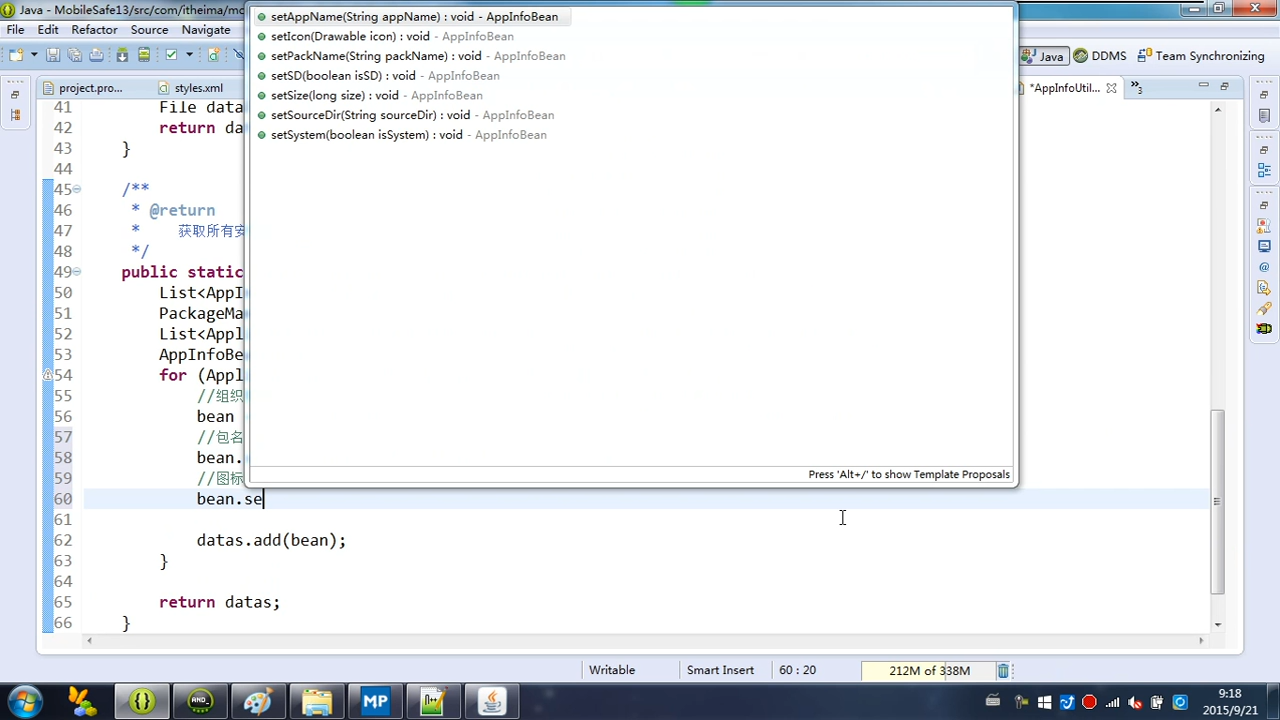 Java - MobileSafe13/src/com/itheima/mo
File Edit Refactor Source Navigate
Java DDMS Team Synchronizing
project.pro... styles.xml *AppInfoUtil... 3
setAppName(String appName) : void - AppInfoBean
setIcon(Drawable icon) : void - AppInfoBean
setPackName(String packName) : void - AppInfoBean
setSD(boolean isSD) : void - AppInfoBean
setSize(long size) : void - AppInfoBean
setSourceDir(String sourceDir) : void - AppInfoBean
setSystem(boolean isSystem) : void - AppInfoBean
Press 'Alt+/' to show Template Proposals
41 File data
42 return da
43 }
44
45 /**
46 * @return
47 * 获取所有安
48 */
49 public static
50 List<AppI
51 PackageMa
52 List<Appl
53 AppInfoBe
54 for (Appl
55 //组织
56 bean
57 //包名
58 bean.
59 //图标
60 bean.se
61
62 datas.add(bean);
63 }
64
65 return datas;
66 }
Writable Smart Insert 60 : 20 212M of 338M
9:18
2015/9/21